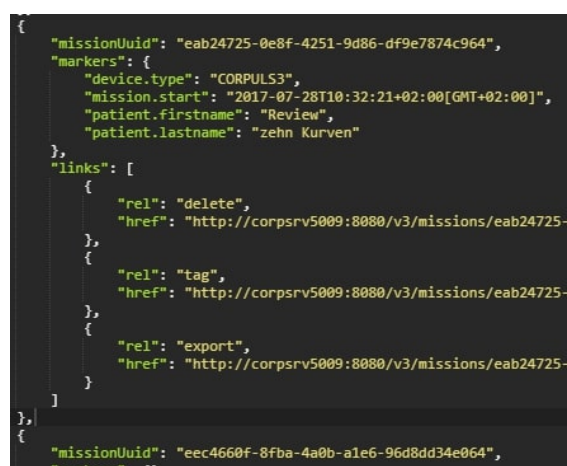 {
"missionUuid": "eab24725-0e8f-4251-9d86-df9e7874c964",
"markers": {
"device.type": "CORPULS3",
"mission.start": "2017-07-28T10:32:21+02:00[GMT+02:00]",
"patient.firstname": "Review",
"patient.lastname": "zehn Kurven"
},
"links": [
{
"rel": "delete",
"href": "http://corpsrv5009:8080/v3/missions/eab24725-
},
{
"rel": "tag",
"href": "http://corpsrv5009:8080/v3/missions/eab24725-
},
{
"rel": "export",
"href": "http://corpsrv5009:8080/v3/missions/eab24725-
}
]
},
{
"missionUuid": "eec4660f-8fba-4a0b-a1e6-96d8dd34e064",